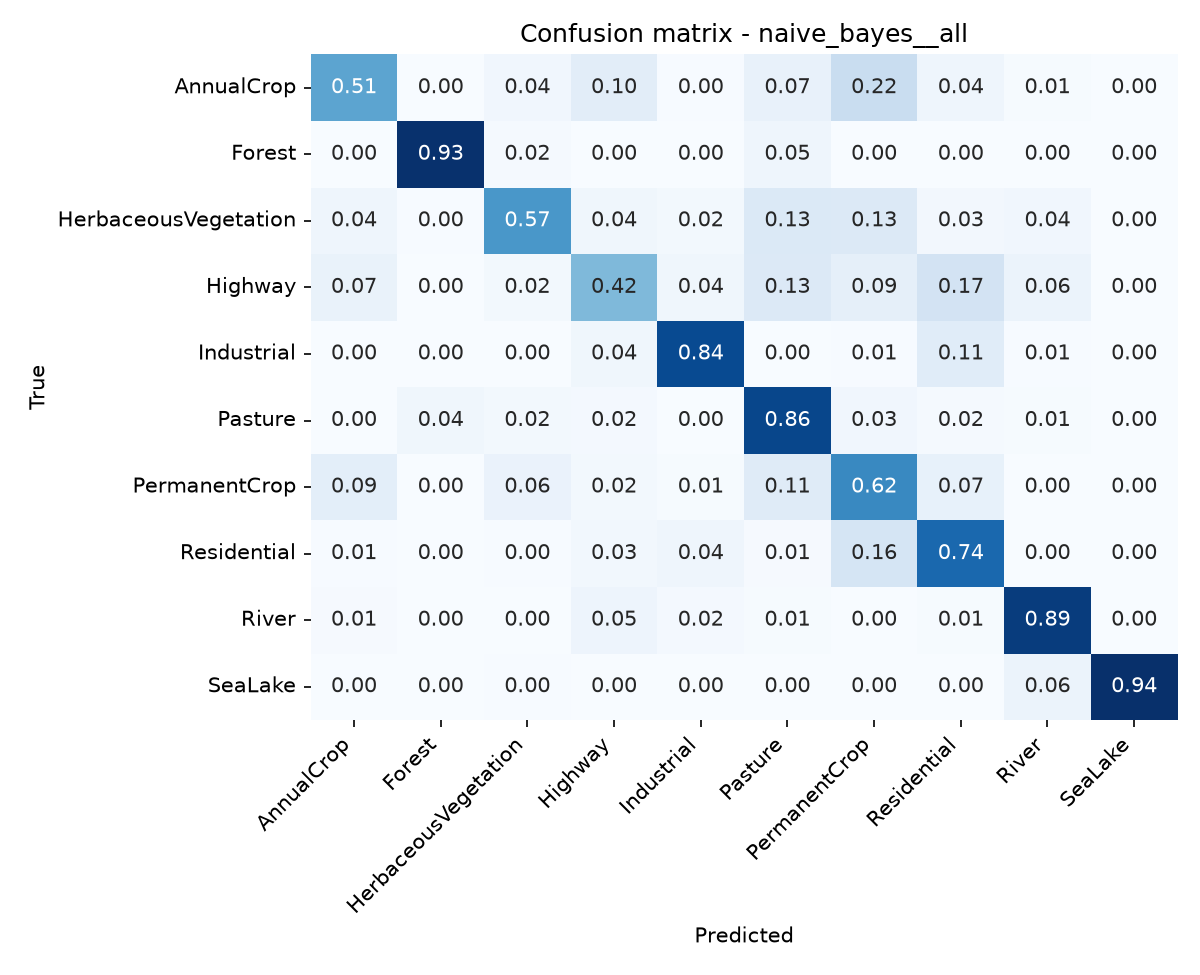 Confusion matrix - naive_bayes__all
AnnualCrop 0.51 0.00 0.04 0.10 0.00 0.07 0.22 0.04 0.01 0.00
Forest 0.00 0.93 0.02 0.00 0.00 0.05 0.00 0.00 0.00 0.00
HerbaceousVegetation 0.04 0.00 0.57 0.04 0.02 0.13 0.13 0.03 0.04 0.00
Highway 0.07 0.00 0.02 0.42 0.04 0.13 0.09 0.17 0.06 0.00
Industrial 0.00 0.00 0.00 0.04 0.84 0.00 0.01 0.11 0.01 0.00
Pasture 0.00 0.04 0.02 0.02 0.00 0.86 0.03 0.02 0.01 0.00
PermanentCrop 0.09 0.00 0.06 0.02 0.01 0.11 0.62 0.07 0.00 0.00
Residential 0.01 0.00 0.00 0.03 0.04 0.01 0.16 0.74 0.00 0.00
River 0.01 0.00 0.00 0.05 0.02 0.01 0.00 0.01 0.89 0.00
SeaLake 0.00 0.00 0.00 0.00 0.00 0.00 0.00 0.00 0.06 0.94
True
AnnualCrop Forest HerbaceousVegetation Highway Industrial Pasture PermanentCrop Residential River SeaLake
Predicted